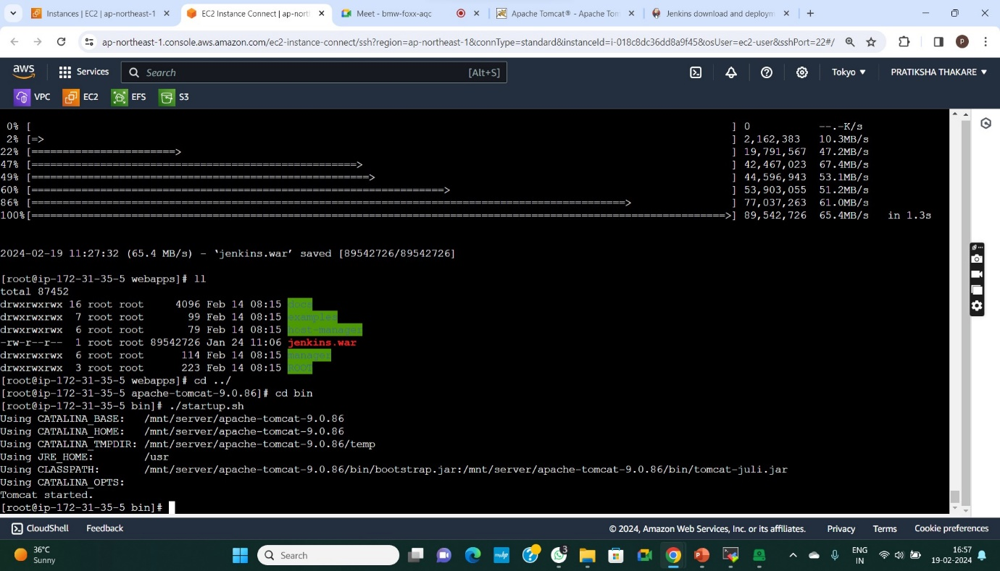 Instances | EC2 | ap-northeast-1
EC2 Instance Connect | ap-nort
Meet - bmw-foxx-aqc
Apache Tomcat® - Apache Tom
Jenkins download and deploym
ap-northeast-1.console.aws.amazon.com/ec2-instance-connect/ssh?region=ap-northeast-1&connType=standard&instanceId=i-018c8dc36dd8a9f45&osUser=ec2-user&sshPort=22#/
P
aws
Services
Search
[Alt+S]
Tokyo ▼
PRATIKSHA THAKARE ▼
VPC
EC2
EFS
S3
0% [ ] 0 --.-K/s
2% [=> ] 2,162,383 10.3MB/s
22% [======================> ] 19,791,567 47.2MB/s
47% [===================================================> ] 42,467,023 67.4MB/s
49% [=====================================================> ] 44,596,943 53.1MB/s
60% [=================================================================> ] 53,903,055 51.2MB/s
86% [==============================================================================================> ] 77,037,263 61.0MB/s
100%[==============================================================================================================>] 89,542,726 65.4MB/s in 1.3s
2024-02-19 11:27:32 (65.4 MB/s) - ‘jenkins.war’ saved [89542726/89542726]
[root@ip-172-31-35-5 webapps]# ll
total 87452
drwxrwxrwx 16 root root 4096 Feb 14 08:15 docs
drwxrwxrwx 7 root root 99 Feb 14 08:15 examples
drwxrwxrwx 6 root root 79 Feb 14 08:15 host-manager
-rw-r--r-- 1 root root 89542726 Jan 24 11:06 jenkins.war
drwxrwxrwx 6 root root 114 Feb 14 08:15 manager
drwxrwxrwx 3 root root 223 Feb 14 08:15 ROOT
[root@ip-172-31-35-5 webapps]# cd ../
[root@ip-172-31-35-5 apache-tomcat-9.0.86]# cd bin
[root@ip-172-31-35-5 bin]# ./startup.sh
Using CATALINA_BASE: /mnt/server/apache-tomcat-9.0.86
Using CATALINA_HOME: /mnt/server/apache-tomcat-9.0.86
Using CATALINA_TMPDIR: /mnt/server/apache-tomcat-9.0.86/temp
Using JRE_HOME: /usr
Using CLASSPATH: /mnt/server/apache-tomcat-9.0.86/bin/bootstrap.jar:/mnt/server/apache-tomcat-9.0.86/bin/tomcat-juli.jar
Using CATALINA_OPTS:
Tomcat started.
[root@ip-172-31-35-5 bin]#
CloudShell
Feedback
© 2024, Amazon Web Services, Inc. or its affiliates.
Privacy
Terms
Cookie preferences
36°C
Sunny
Search
mvhp
3
ENG
IN
16:57
19-02-2024